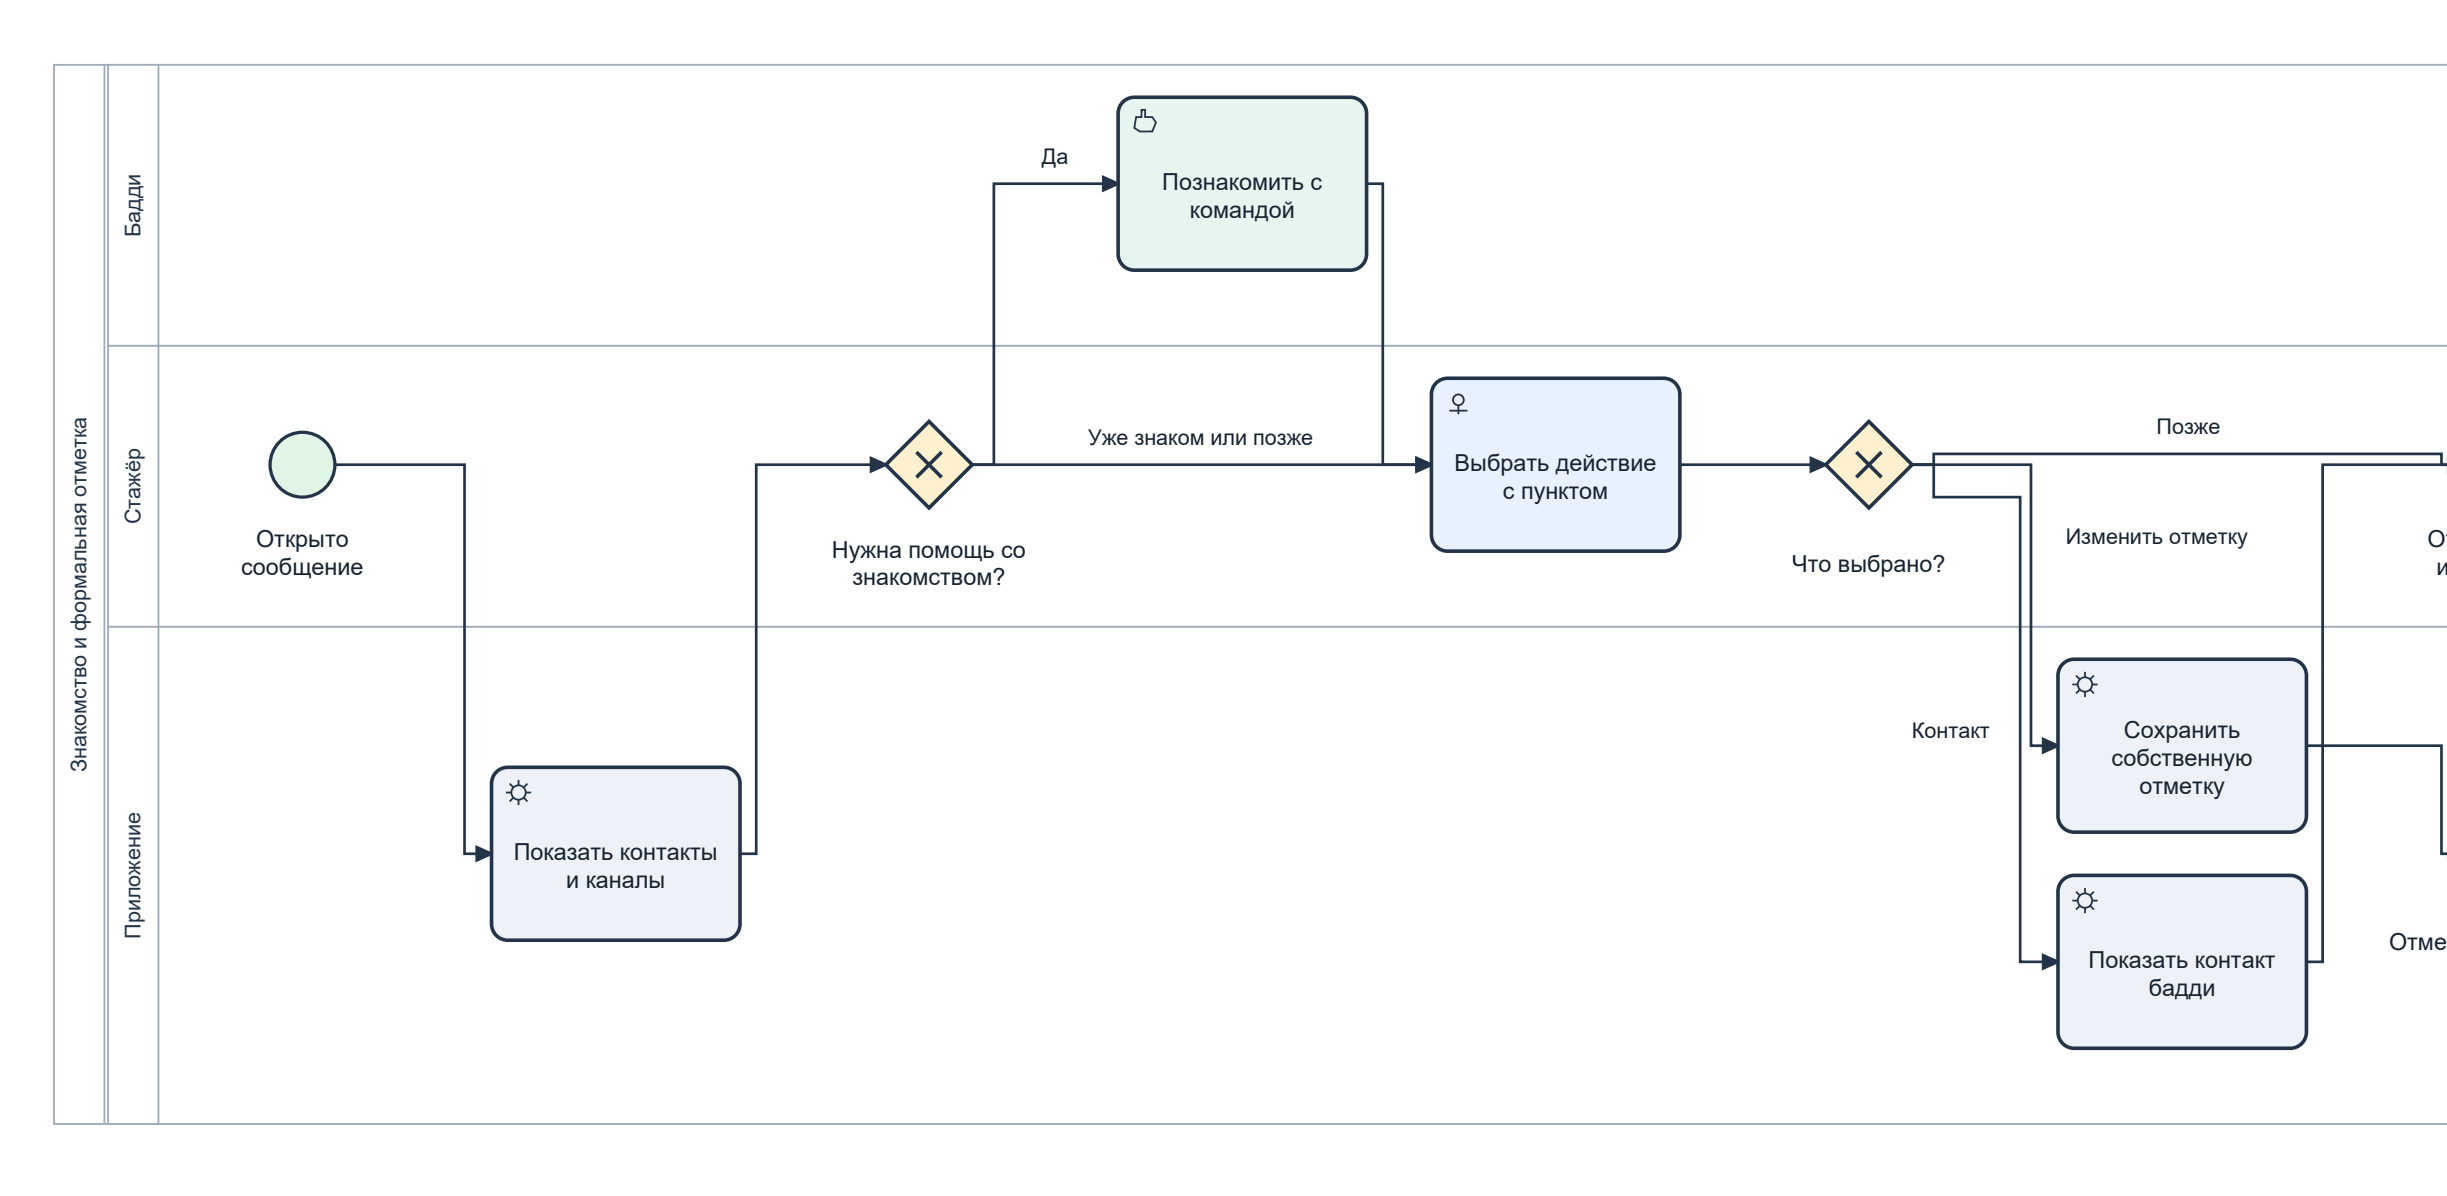 Знакомство и формальная отметка
Бадди
Да
Познакомить с
командой
Стажёр
Открыто
сообщение
Нужна помощь со
знакомством?
Уже знаком или позже
Выбрать действие
с пунктом
Что выбрано?
Позже
Изменить отметку
Приложение
Показать контакты
и каналы
Контакт
Сохранить
собственную
отметку
Показать контакт
бадди
Отме